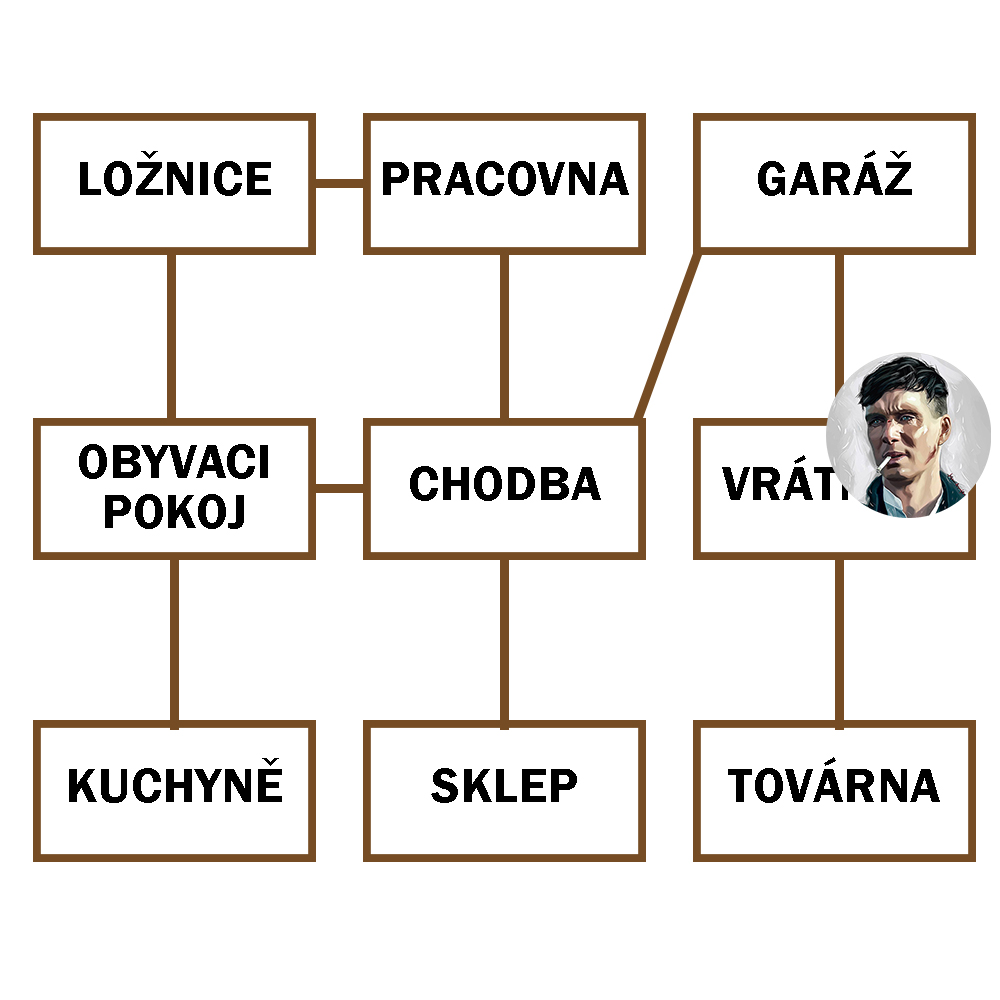 LOŽNICE
PRACOVNA
GARÁŽ
OBYVACI
POKOJ
CHODBA
KUCHYNĚ
SKLEP
TOVÁRNA